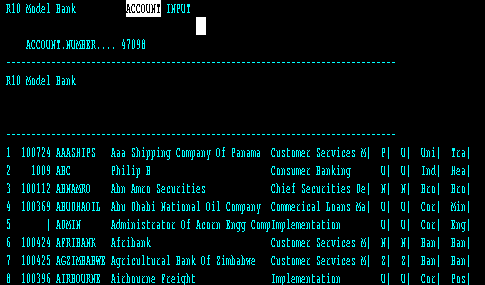 R10 Model Bank ACCOUNT INPUT
ACCOUNT.NUMBER.... 47098
------------------------------------------------------------------------------
R10 Model Bank
------------------------------------------------------------------------------
1 100724 AAASHIPS Aaa Shipping Company Of Panama Customer Services M| P| U| Uni| Tra|
2 1009 ABC Philip B Consumer Banking U| U| Ind| Hea|
3 100112 ABNAMRO Abn Amro Securities Chief Securities De| N| N| Bro| Bro|
4 100369 ABUDHAOIL Abu Dhabi National Oil Company Commerical Loans Ma| U| U| Cor| Min|
5 | ADMIN Administrator Of Acorn Engg CompImplementation U| U| Cor| Eng|
6 100424 AFRIBANK Afribank Customer Services M| N| N| Ban| Ban|
7 100425 AGZIMBABWE Agricultural Bank Of Zimbabwe Customer Services M| Z| Z| Ban| Ban|
8 100396 AIRBOURNE Airbourne Freight Implementation U| U| Cor| Pos|